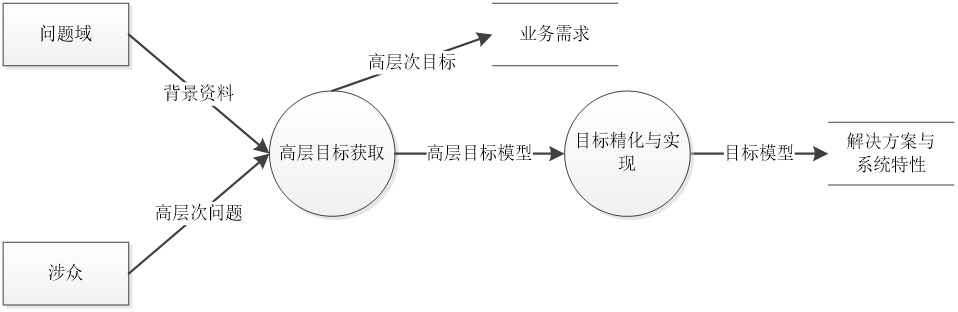 问题域
业务需求
高层次目标
背景资料
高层目标获取
高层目标模型
目标精化与实
现
目标模型
解决方案与
系统特性
高层次问题
涉众